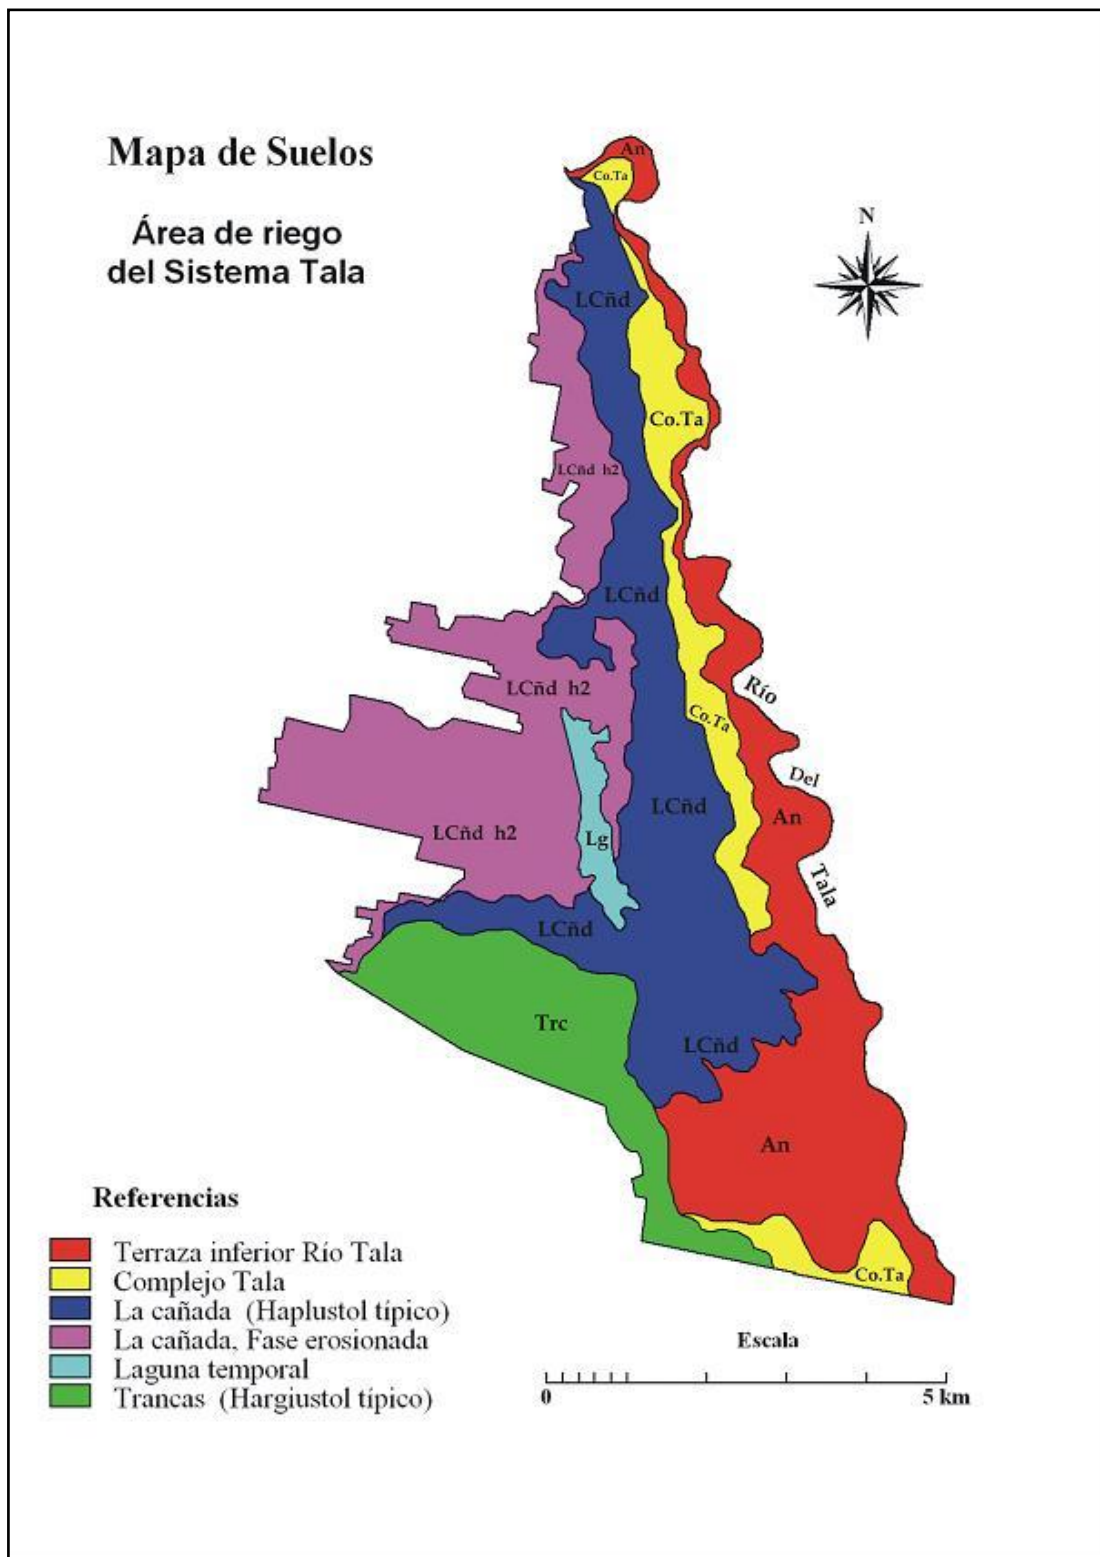 Mapa de Suelos
Área de riego
del Sistema Tala
N
An
Co.Ta
LCñd
Co.Ta
LCñd h2
LCñd
LCñd h2
Río
Co.Ta
Del
LCñd
An
LCñd h2
Lg
Tala
LCñd
Trc
LCñd
An
Co.Ta
Referencias
Terraza inferior Río Tala
Complejo Tala
La cañada (Haplustol típico)
La cañada, Fase erosionada
Laguna temporal
Trancas (Hargiustol típico)
Escala
0 5 km